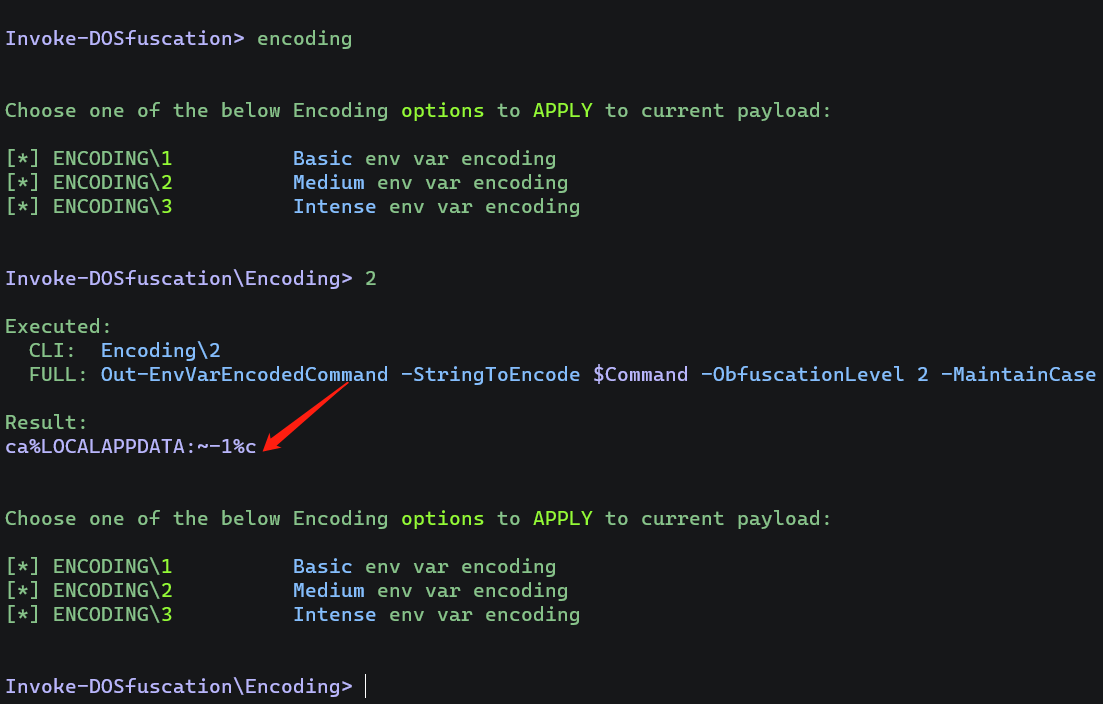 Invoke-DOSfuscation> encoding
Choose one of the below Encoding options to APPLY to current payload:
[*] ENCODING\1          Basic env var encoding
[*] ENCODING\2          Medium env var encoding
[*] ENCODING\3          Intense env var encoding
Invoke-DOSfuscation\Encoding> 2
Executed:
  CLI:  Encoding\2
  FULL: Out-EnvVarEncodedCommand -StringToEncode $Command -ObfuscationLevel 2 -MaintainCase
Result:
ca%LOCALAPPDATA:~-1%c
Choose one of the below Encoding options to APPLY to current payload:
[*] ENCODING\1          Basic env var encoding
[*] ENCODING\2          Medium env var encoding
[*] ENCODING\3          Intense env var encoding
Invoke-DOSfuscation\Encoding>